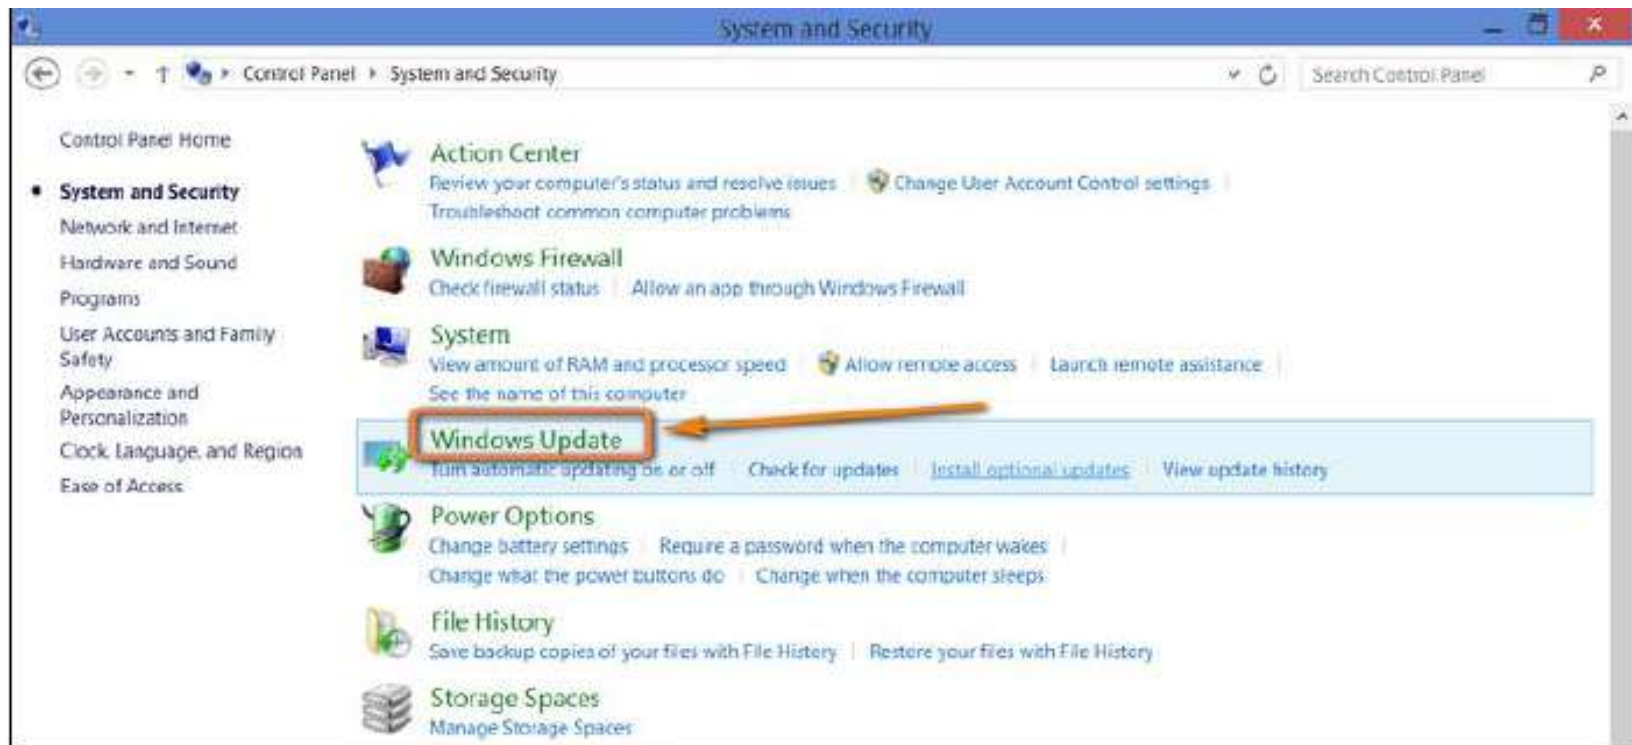 System and Security
Control Panel System and Security
Search Control Panel
Control Panel Home
System and Security
Network and Internet
Hardware and Sound
Programs
User Accounts and Family
Safety
Appearance and
Personalization
Clock, Language, and Region
Ease of Access
Action Center
Review your computer's status and resolve issues Change User Account Control settings
Troubleshoot common computer problems
Windows Firewall
Check firewall status Allow an app through Windows Firewall
System
View amount of RAM and processor speed Allow remote access Launch remote assistance
See the name of this computer
Windows Update
Turn automatic updating on or off Check for updates Install optional updates View update history
Power Options
Change battery settings Require a password when the computer wakes
Change what the power buttons do Change when the computer sleeps
File History
Save backup copies of your files with File History Restore your files with File History
Storage Spaces
Manage Storage Spaces